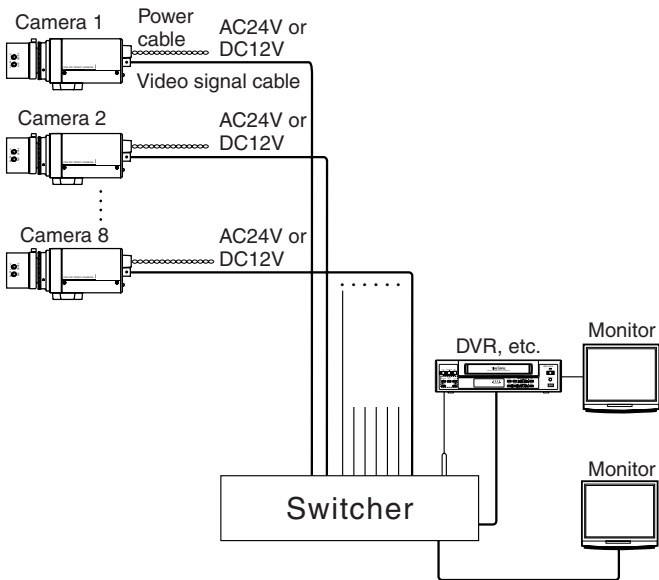 Camera 1
Power
cable
AC24V or
DC12V
Video signal cable
Camera 2
AC24V or
DC12V
Camera 8
AC24V or
DC12V
DVR, etc.
Monitor
Monitor
Switcher